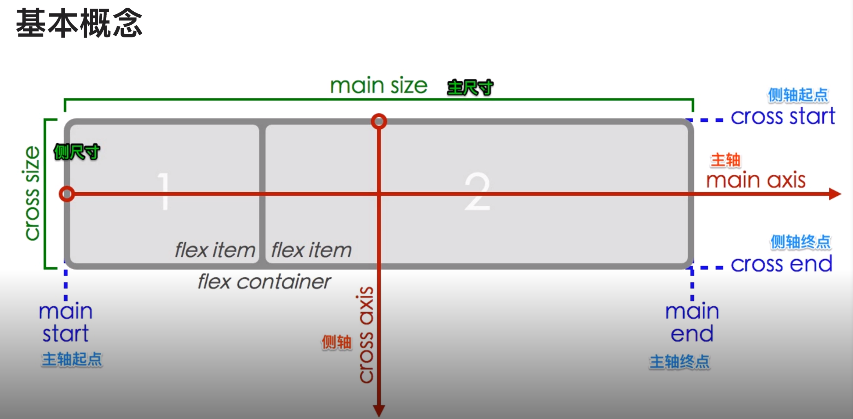 基本概念
main size 主尺寸
侧轴起点
cross start
cross size
侧尺寸
主轴
main axis
1
2
侧轴终点
cross end
flex item
flex item
flex container
main
start
主轴起点
侧轴
cross axis
main
end
主轴终点